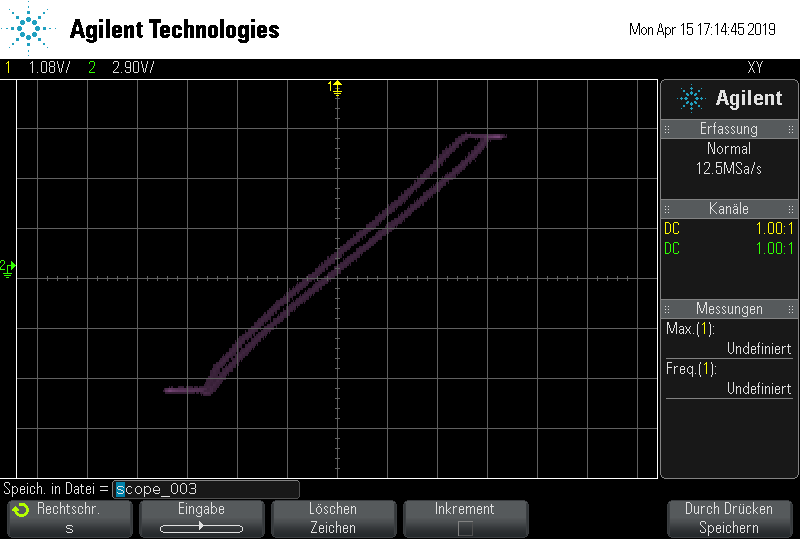 Agilent Technologies
Mon Apr 15 17:14:45 2019
1 1.08V/ 2 2.90V/ XY
1
2
Agilent
Erfassung
Normal
12.5MSa/s
Kanäle
DC 1.00:1
DC 1.00:1
Messungen
Max.(1):
Undefiniert
Freq.(1):
Undefiniert
Speich. in Datei = scope_003
Rechtschr.
s
Eingabe
Löschen
Zeichen
Inkrement
Durch Drücken
Speichern